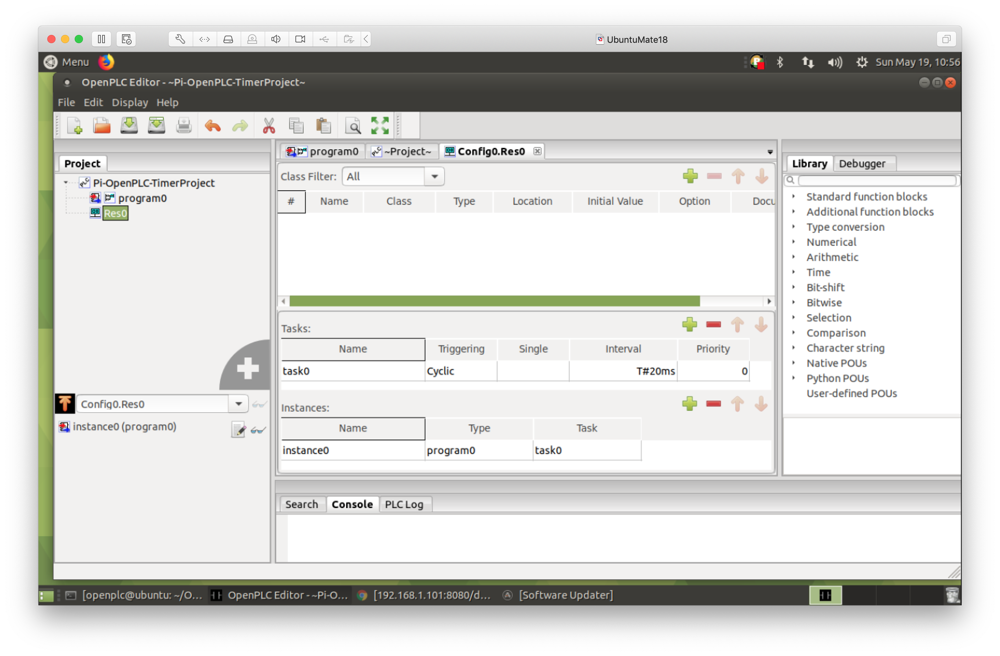 UbuntuMate18
Menu
Sun May 19, 10:56
OpenPLC Editor - ~Pi-OpenPLC-TimerProject~
File Edit Display Help
Project
Pi-OpenPLC-TimerProject
program0
Res0
Config0.Res0
instance0 (program0)
program0 ~Project~ Config0.Res0
Class Filter: All
# Name Class Type Location Initial Value Option Docu
Tasks:
Name Triggering Single Interval Priority
task0 Cyclic T#20ms 0
Instances:
Name Type Task
instance0 program0 task0
Search Console PLC Log
Library Debugger
Standard function blocks
Additional function blocks
Type conversion
Numerical
Arithmetic
Time
Bit-shift
Bitwise
Selection
Comparison
Character string
Native POUs
Python POUs
User-defined POUs
[openplc@ubuntu: ~/O... OpenPLC Editor - ~Pi-O... [192.168.1.101:8080/d... [Software Updater]